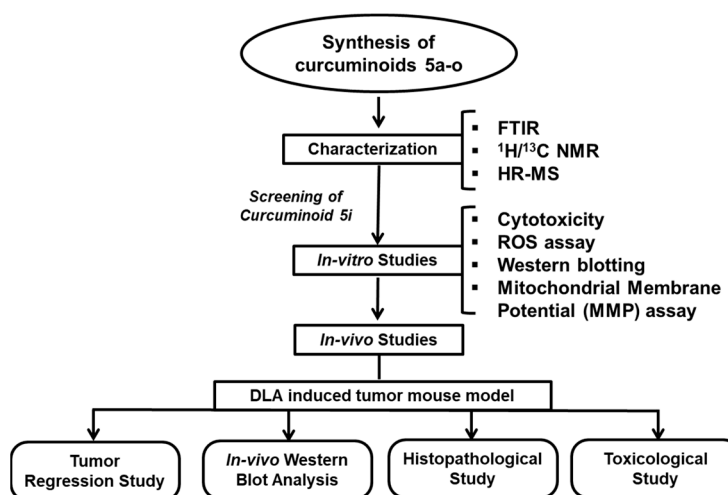 Synthesis of
curcuminoids 5a-o
Characterization
▪ FTIR
▪ ¹H/¹³C NMR
▪ HR-MS
Screening of
Curcuminoid 5i
In-vitro Studies
▪ Cytotoxicity
▪ ROS assay
▪ Western blotting
▪ Mitochondrial Membrane
▪ Potential (MMP) assay
In-vivo Studies
DLA induced tumor mouse model
Tumor
Regression Study
In-vivo Western
Blot Analysis
Histopathological
Study
Toxicological
Study